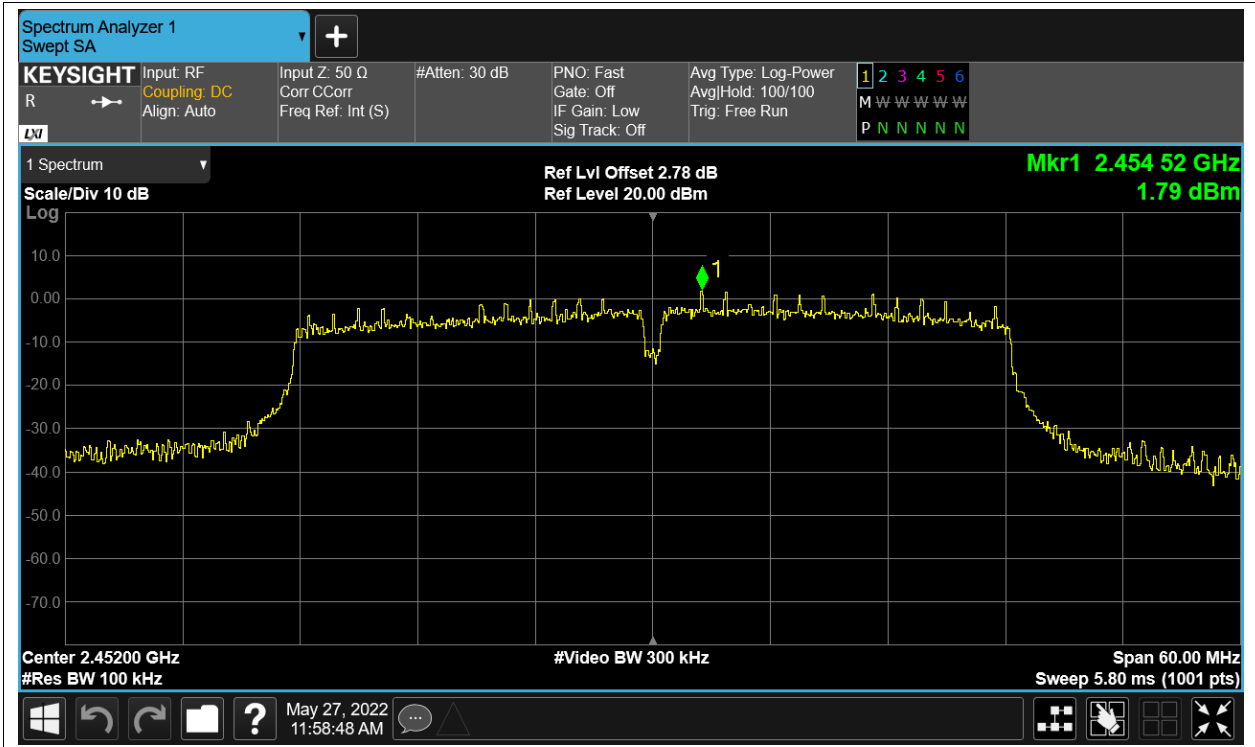 Spectrum Analyzer 1
Swept SA
KEYSIGHT
R
LXI
Input: RF
Coupling: DC
Align: Auto
Input Z: 50 Ω
Corr CCorr
Freq Ref: Int (S)
#Atten: 30 dB
PNO: Fast
Gate: Off
IF Gain: Low
Sig Track: Off
Avg Type: Log-Power
Avg|Hold: 100/100
Trig: Free Run
1 2 3 4 5 6
M W W W W W W
P N N N N N N
1 Spectrum
Scale/Div 10 dB
Log
Ref Lvl Offset 2.78 dB
Ref Level 20.00 dBm
Mkr1 2.454 52 GHz
1.79 dBm
1
10.0
0.00
-10.0
-20.0
-30.0
-40.0
-50.0
-60.0
-70.0
Center 2.45200 GHz
#Res BW 100 kHz
#Video BW 300 kHz
Span 60.00 MHz
Sweep 5.80 ms (1001 pts)
?
May 27, 2022
11:58:48 AM